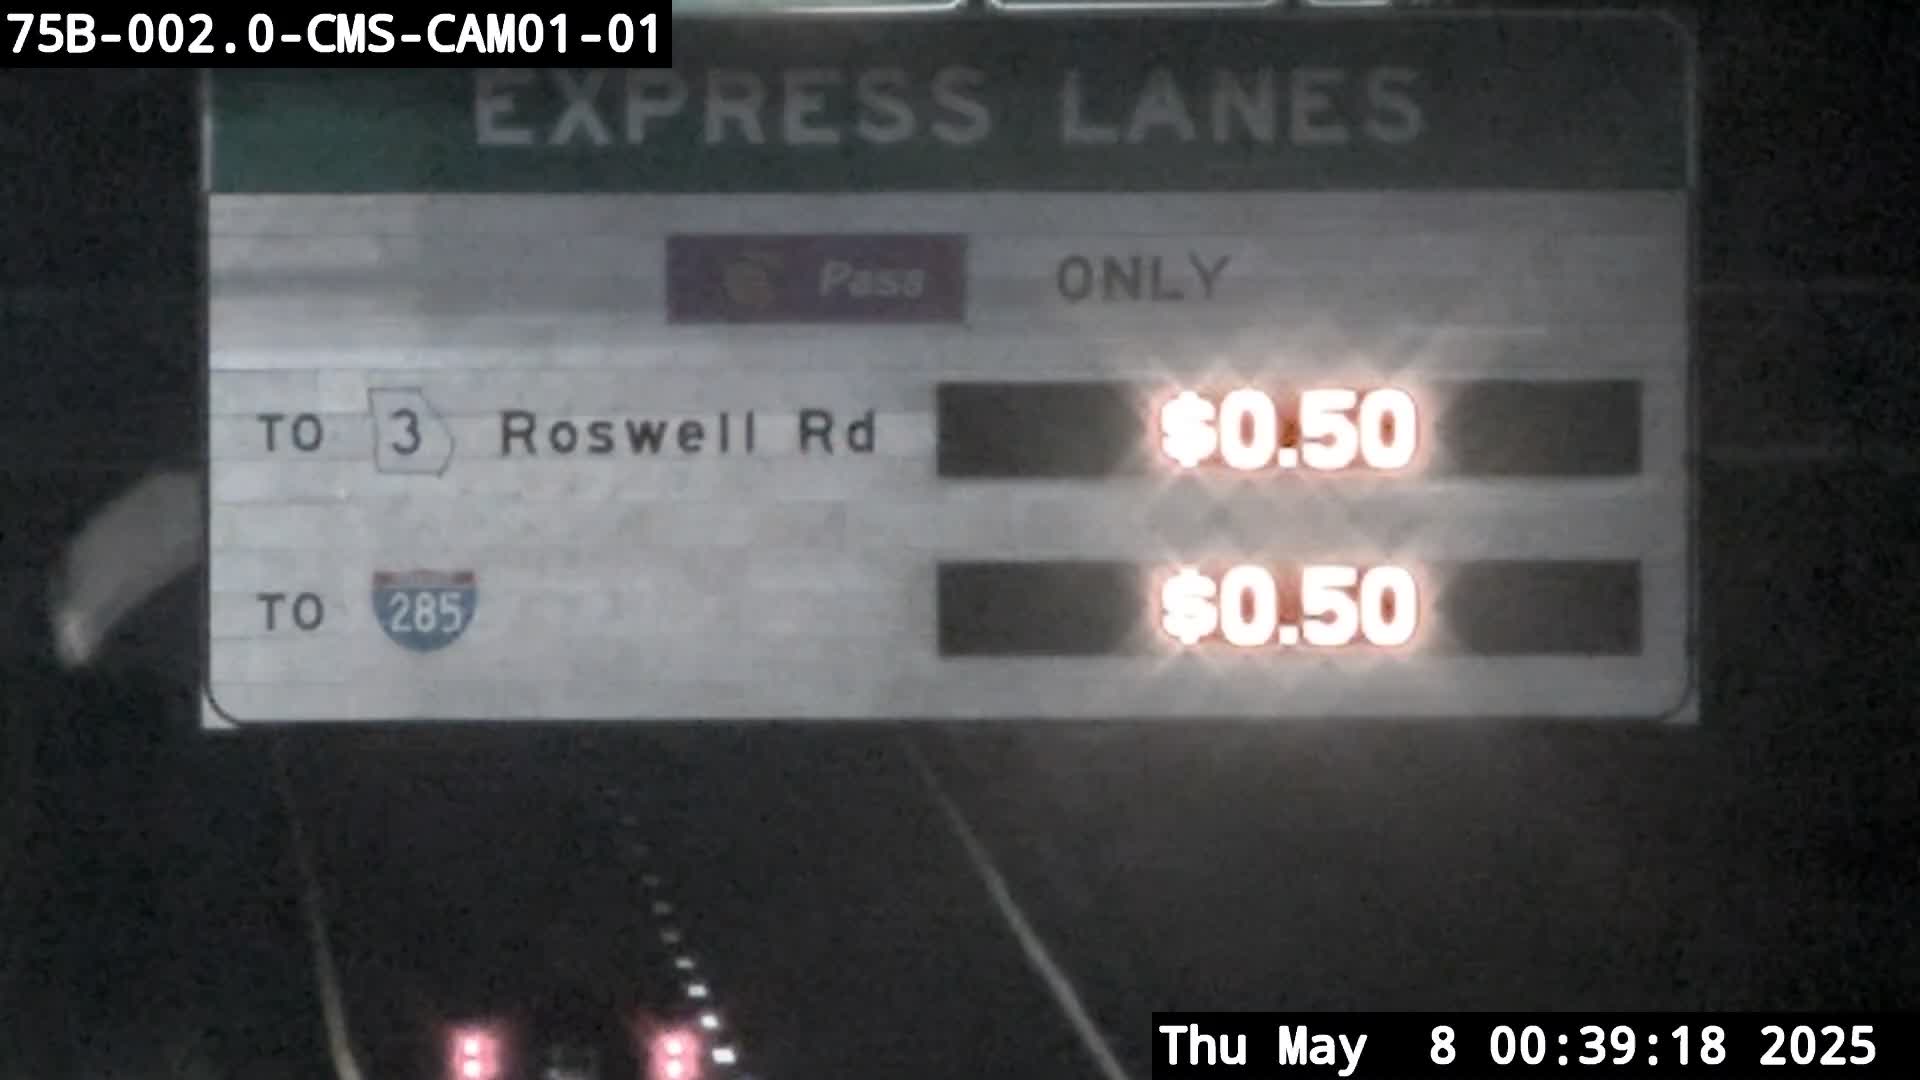 75B-002.0-CMS-CAM01-01
EXPRESS LANES
Pass ONLY
TO 3 Roswell Rd $0.50
TO 285 $0.50
Thu May 8 00:39:18 2025